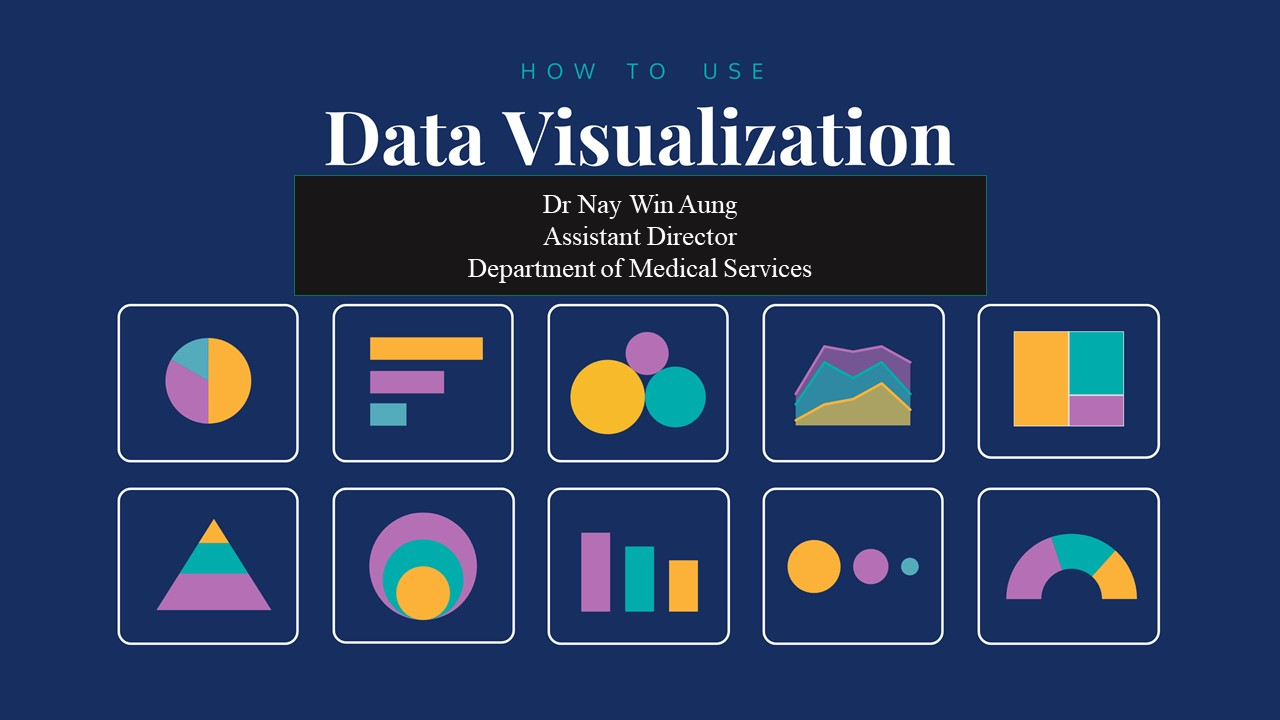 HOW TO USE
Data Visualization
Dr Nay Win Aung
Assistant Director
Department of Medical Services